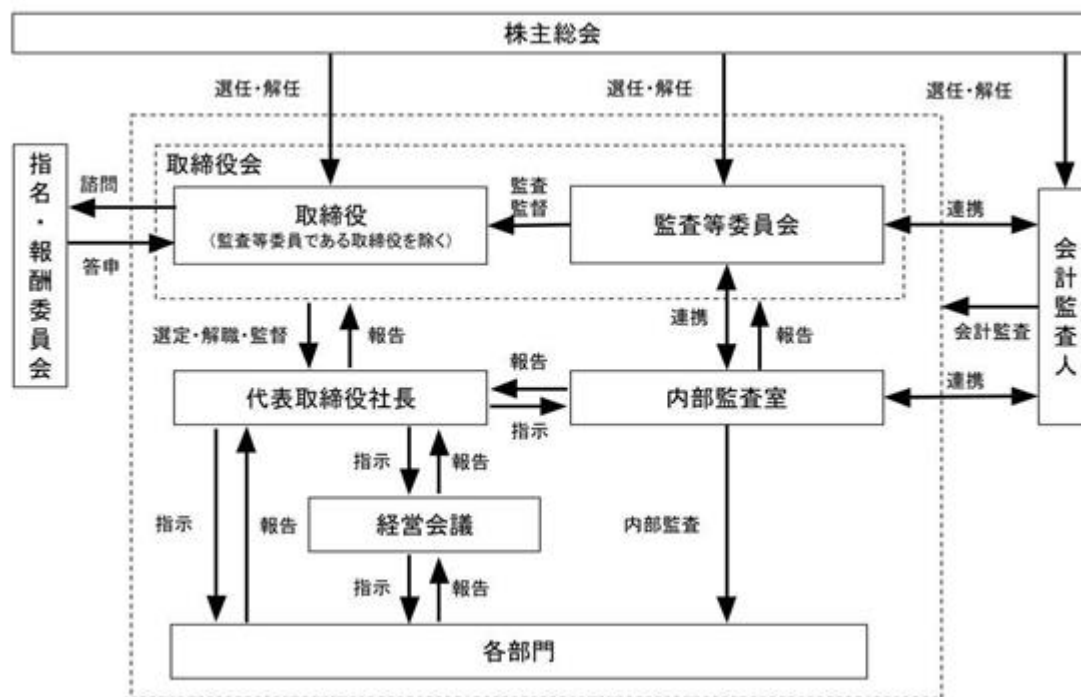 株主総会
選任・解任
選任・解任
選任・解任
取締役会
指名・報酬委員会
諮問
答申
取締役
（監査等委員である取締役を除く）
監査
監督
監査等委員会
連携
会計監査人
会計監査
選定・解職・監督
報告
連携
報告
代表取締役社長
報告
指示
内部監査室
連携
指示
報告
経営会議
指示
報告
内部監査
指示
報告
各部門